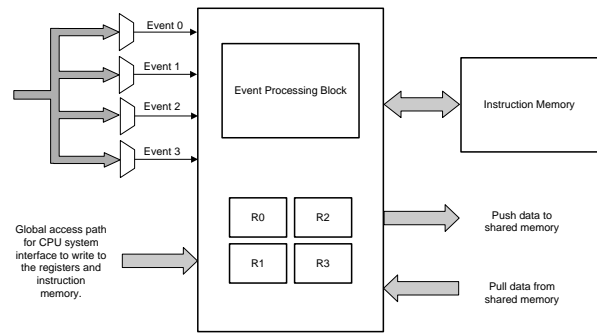 Event 0
Event 1
Event 2
Event 3
Event Processing Block
Instruction Memory
R0
R2
R1
R3
Global access path
for CPU system
interface to write to
the registers and
instruction
memory.
Push data to
shared memory
Pull data from
shared memory